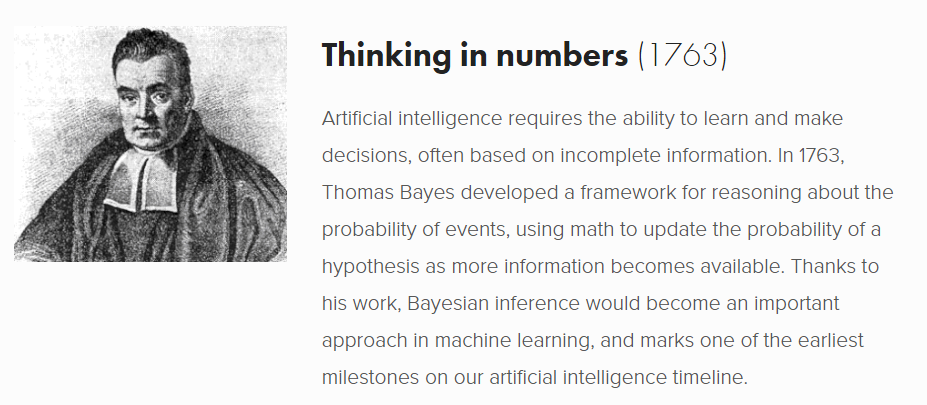 Thinking in numbers (1763)
Artificial intelligence requires the ability to learn and make
decisions, often based on incomplete information. In 1763,
Thomas Bayes developed a framework for reasoning about the
probability of events, using math to update the probability of a
hypothesis as more information becomes available. Thanks to
his work, Bayesian inference would become an important
approach in machine learning, and marks one of the earliest
milestones on our artificial intelligence timeline.